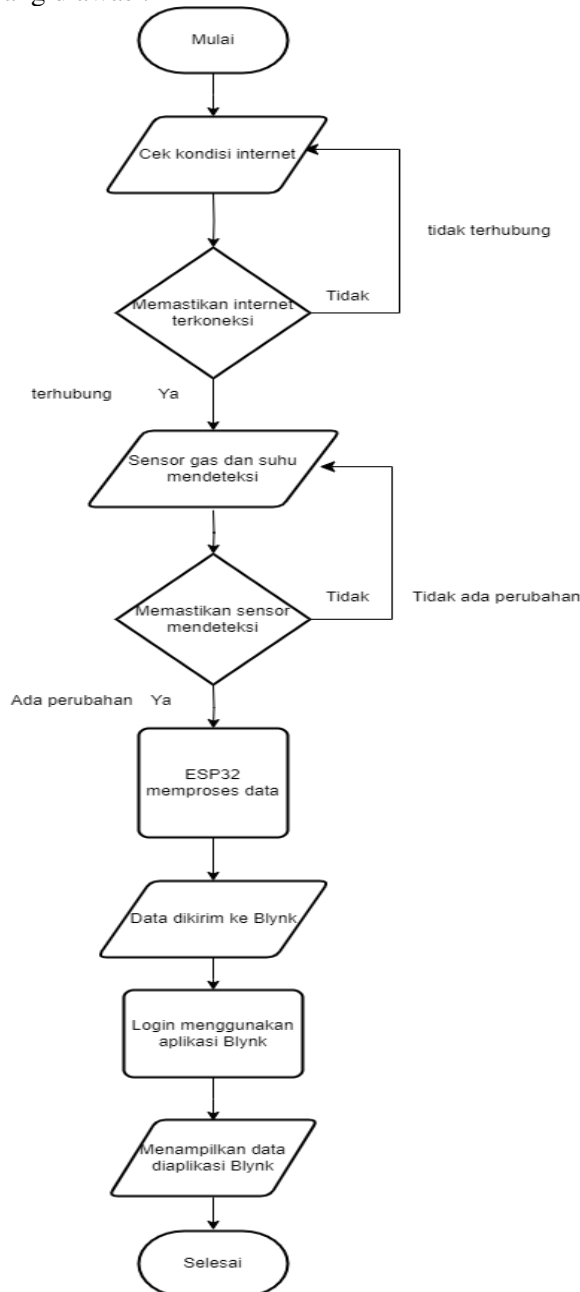 Mulai
Cek kondisi internet
tidak terhubung
Memastikan internet
terkoneksi
Tidak
terhubung Ya
Sensor gas dan suhu
mendeteksi
Memastikan sensor
mendeteksi
Tidak Tidak ada perubahan
Ada perubahan Ya
ESP32
memproses data
Data dikirim ke Blynk
Login menggunakan
aplikasi Blynk
Menampilkan data
diaplikasi Blynk
Selesai